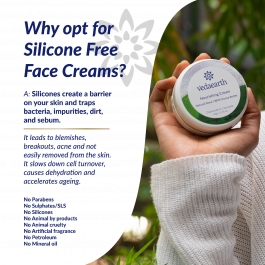 Why opt for
Silicone Free
Face Creams?
A: Silicones create a barrier
on your skin and traps
bacteria, impurities, dirt,
and sebum.
It leads to blemishes,
breakouts, acne and not
easily removed from the skin.
It slows down cell turnover,
causes dehydration and
accelerates ageing.
No Parabens
No Sulphates/SLS
No Silicones
No Animal by products
No Animal cruelty
No Artificial fragrance
No Petroleum
No Mineral oil
Vedaearth
Nourishing Cream